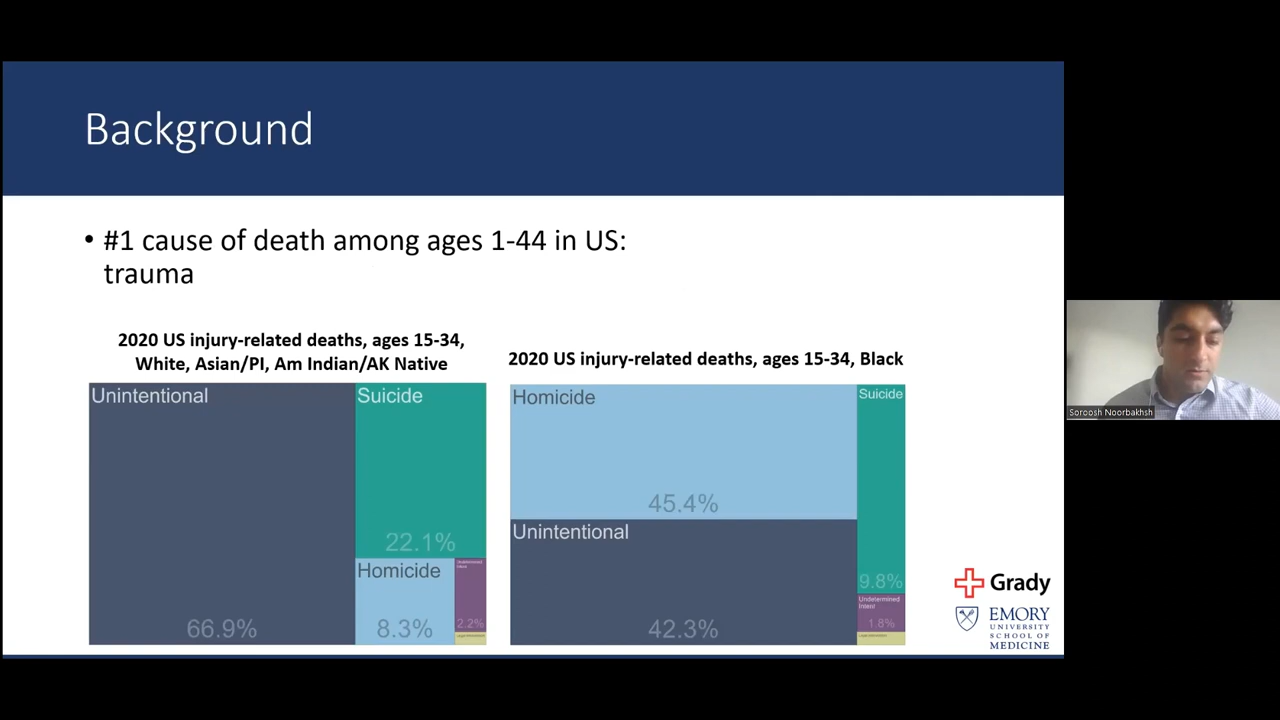 Background
• #1 cause of death among ages 1-44 in US:
trauma
2020 US injury-related deaths, ages 15-34,
White, Asian/PI, Am Indian/AK Native
Unintentional
66.9%
Suicide
22.1%
Homicide
8.3%
Undetermined
Intent
2.2%
2020 US injury-related deaths, ages 15-34, Black
Homicide
45.4%
Unintentional
42.3%
Suicide
9.8%
Undetermined
Intent
1.8%
Grady
EMORY
UNIVERSITY
SCHOOL OF
MEDICINE
Soroosh Noorbakhsh